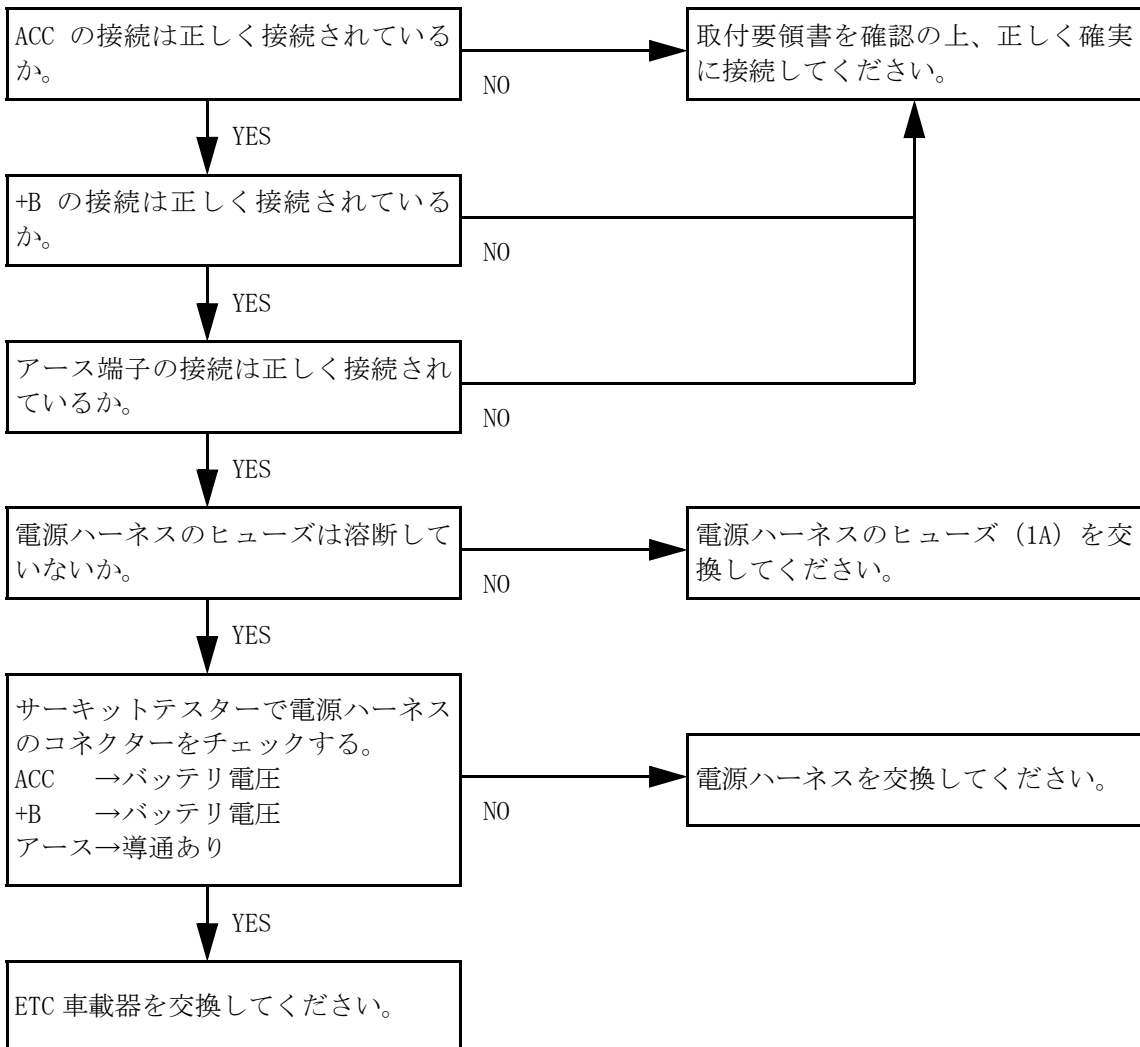 ACC の接続は正しく接続されている
か。
NO
取付要領書を確認の上、正しく確実
に接続してください。
YES
+B の接続は正しく接続されている
か。
NO
YES
アース端子の接続は正しく接続され
ているか。
NO
YES
電源ハーネスのヒューズは溶断して
いないか。
NO
電源ハーネスのヒューズ (1A) を交
換してください。
YES
サーキットテスターで電源ハーネス
のコネクターをチェックする。
ACC →バッテリ電圧
+B →バッテリ電圧
アース→導通あり
NO
電源ハーネスを交換してください。
YES
ETC 車載器を交換してください。